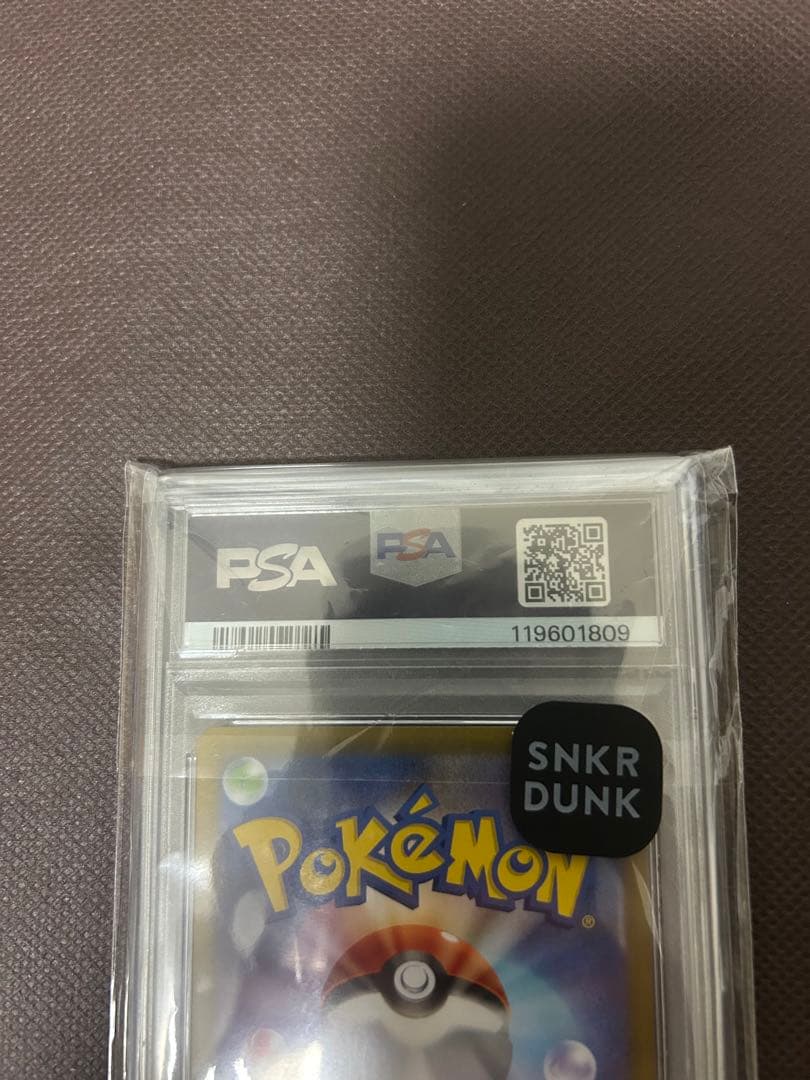 PSA
PSA
119601809
SNKR
DUNK
POKéMON
®